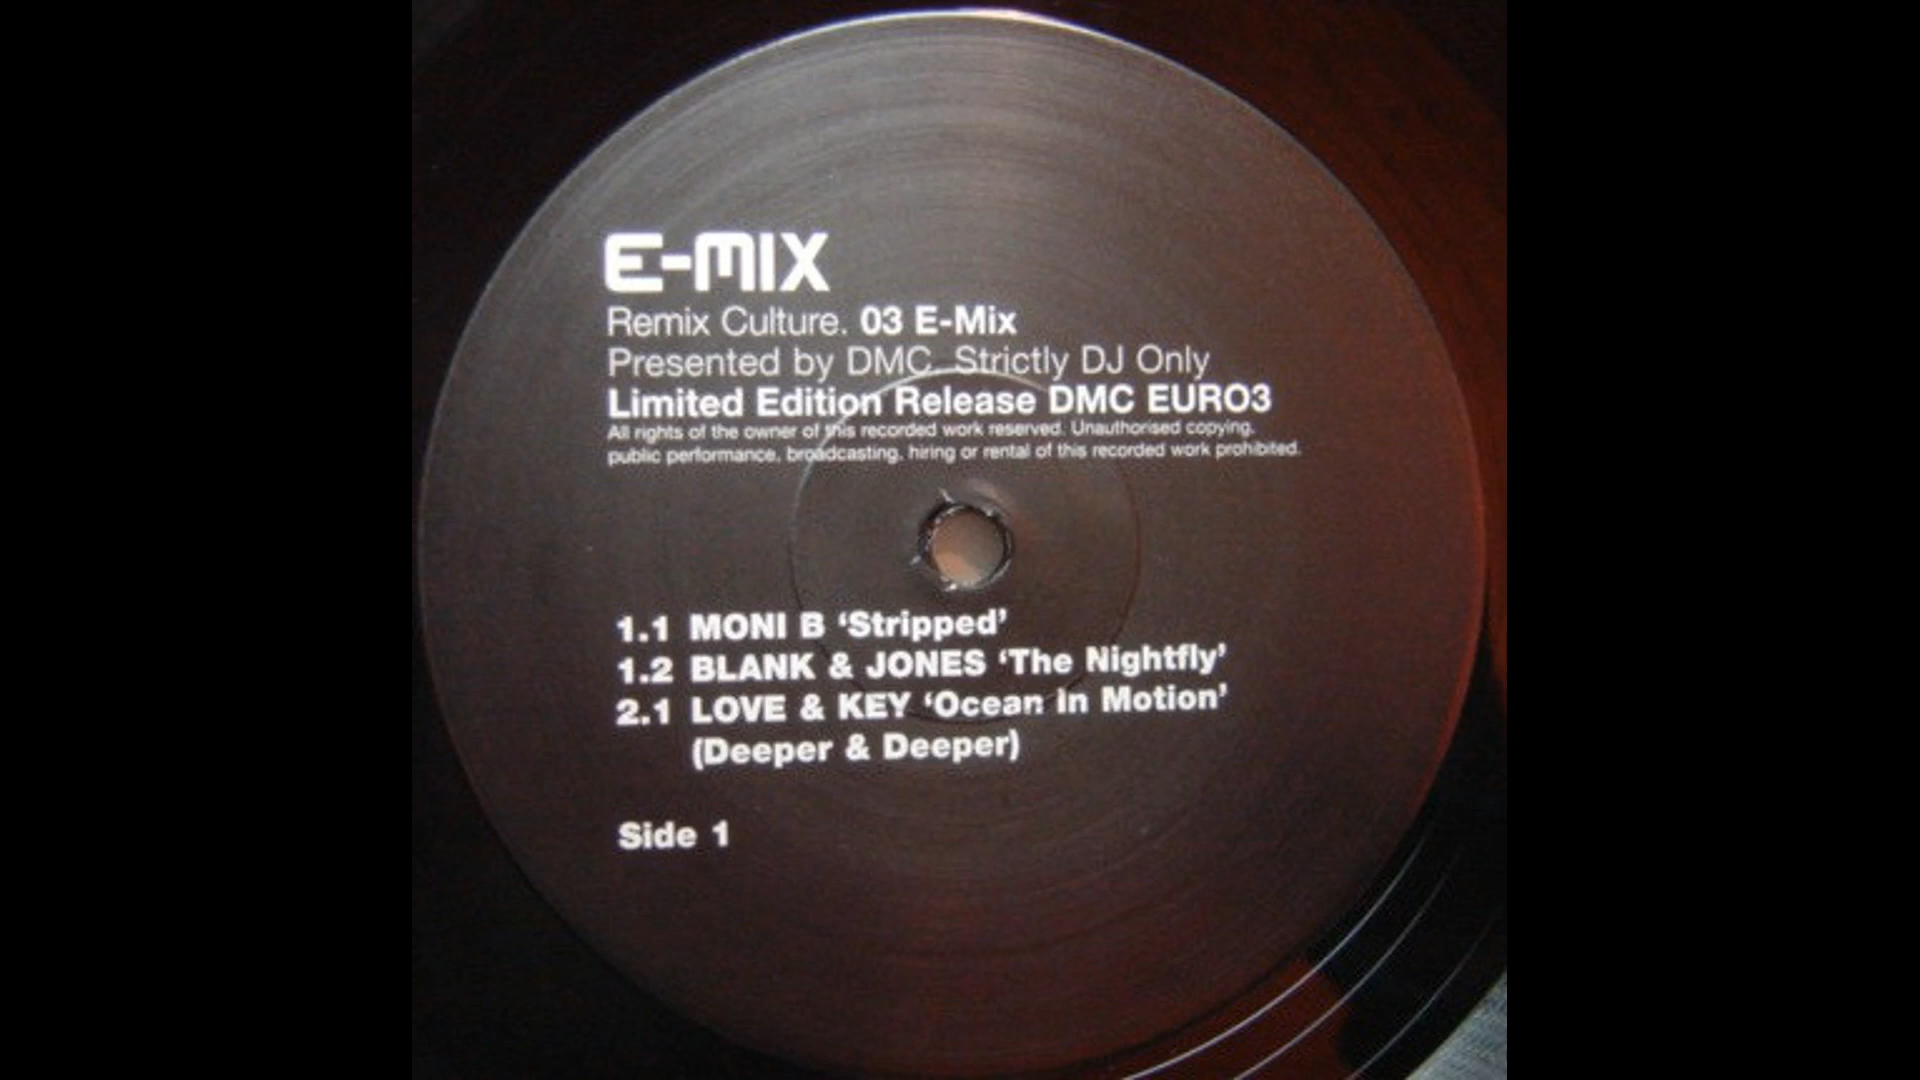 E-MIX
Remix Culture. 03 E-Mix
Presented by DMC. Strictly DJ Only
Limited Edition Release DMC EURO3
All rights of the owner of this recorded work reserved. Unauthorised copying.
public performance, broadcasting, hiring or rental of this recorded work prohibited.
1.1 MONI B ‘Stripped’
1.2 BLANK & JONES ‘The Nightfly’
2.1 LOVE & KEY ‘Ocean In Motion’
(Deeper & Deeper)
Side 1